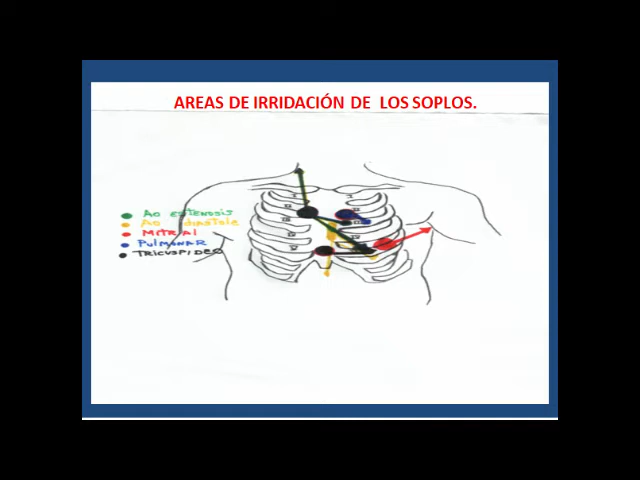 AREAS DE IRRIDACIÓN DE LOS SOPLOS.
AO ESTENOSIS
AO DIASTOLE
MITRAL
PULMONAR
TRICUSPIDEO